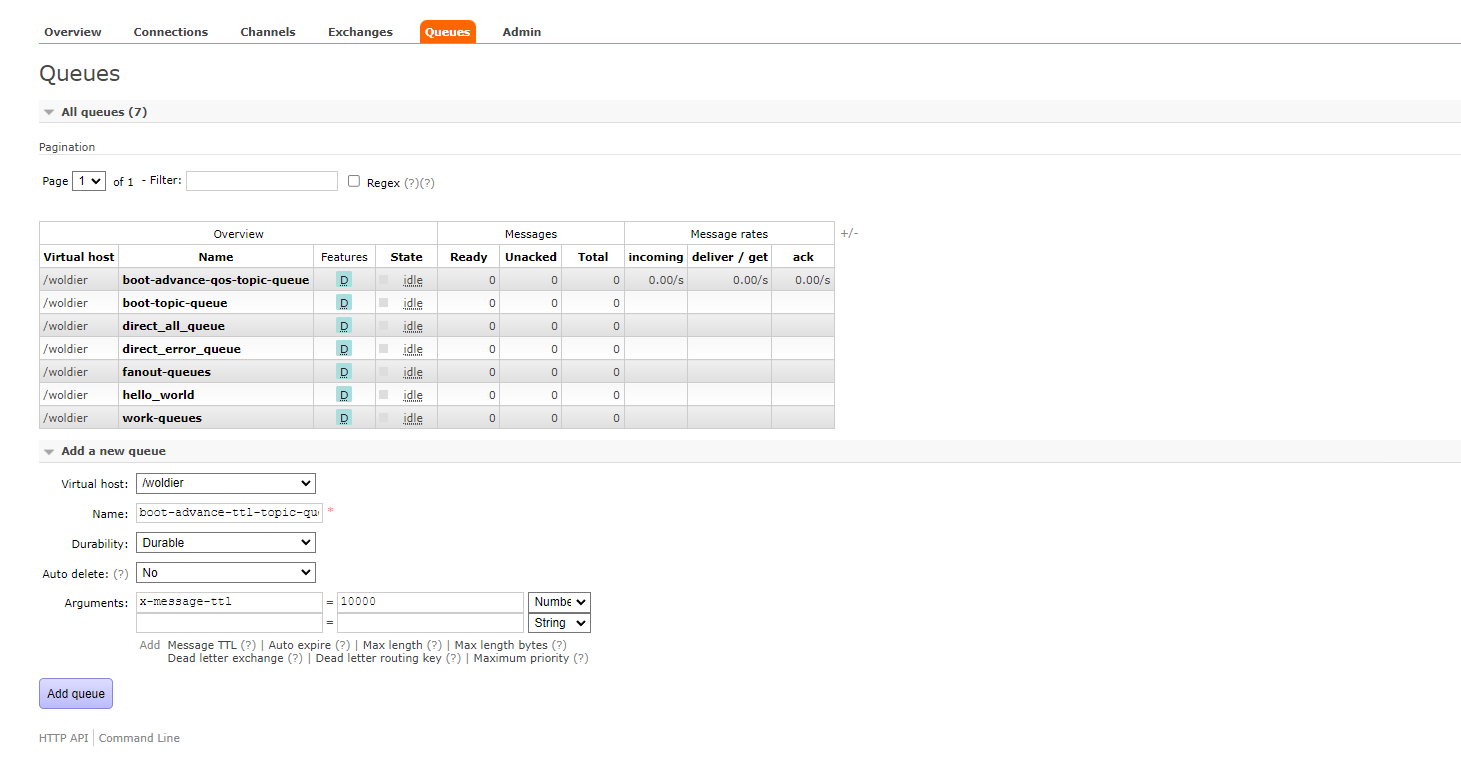 Overview Connections Channels Exchanges Queues Admin
Queues
All queues (7)
Pagination
Page 1 of 1 - Filter: Regex (?)(?)
Overview Messages Message rates +/-
Virtual host Name Features State Ready Unacked Total incoming deliver / get ack
/woldier boot-advance-qos-topic-queue D idle 0 0 0 0.00/s 0.00/s 0.00/s
/woldier boot-topic-queue D idle 0 0 0
/woldier direct_all_queue D idle 0 0 0
/woldier direct_error_queue D idle 0 0 0
/woldier fanout-queues D idle 0 0 0
/woldier hello_world D idle 0 0 0
/woldier work-queues D idle 0 0 0
Add a new queue
Virtual host: /woldier
Name: boot-advance-ttl-topic-qu *
Durability: Durable
Auto delete: (?) No
Arguments: x-message-ttl = 10000 Numbe
= String
Add Message TTL (?) | Auto expire (?) | Max length (?) | Max length bytes (?)
Dead letter exchange (?) | Dead letter routing key (?) | Maximum priority (?)
Add queue
HTTP API Command Line